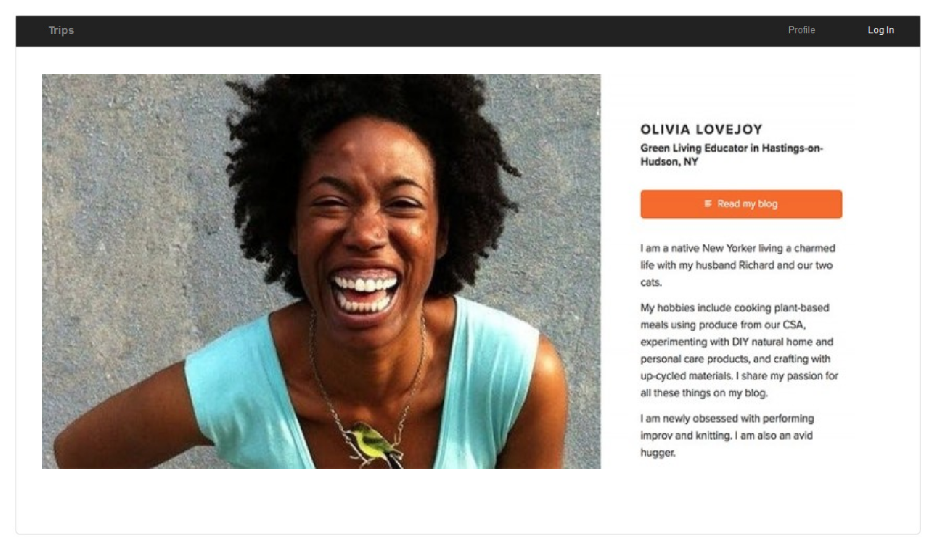 Trips
Profile
Log In
OLIVIA LOVEJOY
Green Living Educator in Hastings-on-
Hudson, NY
Read my blog
I am a native New Yorker living a charmed
life with my husband Richard and our two
cats.
My hobbies include cooking plant-based
meals using produce from our CSA,
experimenting with DIY natural home and
personal care products, and crafting with
up-cycled materials. I share my passion for
all these things on my blog.
I am newly obsessed with performing
improv and knitting. I am also an avid
hugger.